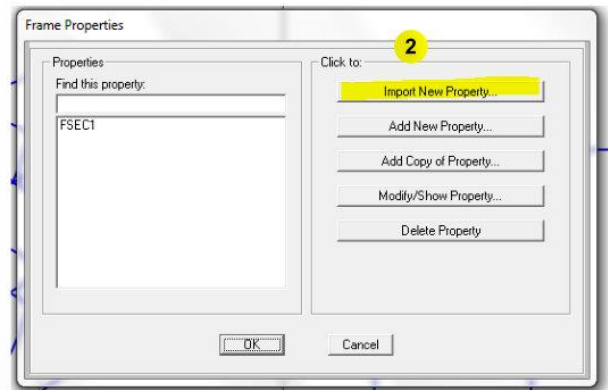 Frame Properties
2
Properties
Click to:
Find this property:
Import New Property...
FSEC1
Add New Property...
Add Copy of Property...
Modify/Show Property...
Delete Property
OK
Cancel